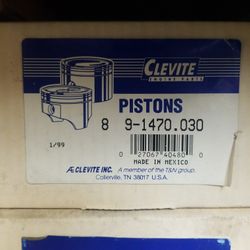 CLEVITE
ENGINE PARTS
PISTONS
8 9-1470.030
1/99
0 27067 40480 0
MADE IN MEXICO
AE CLEVITE INC. A member of the T&N group.
Collierville, TN 38017 U.S.A.